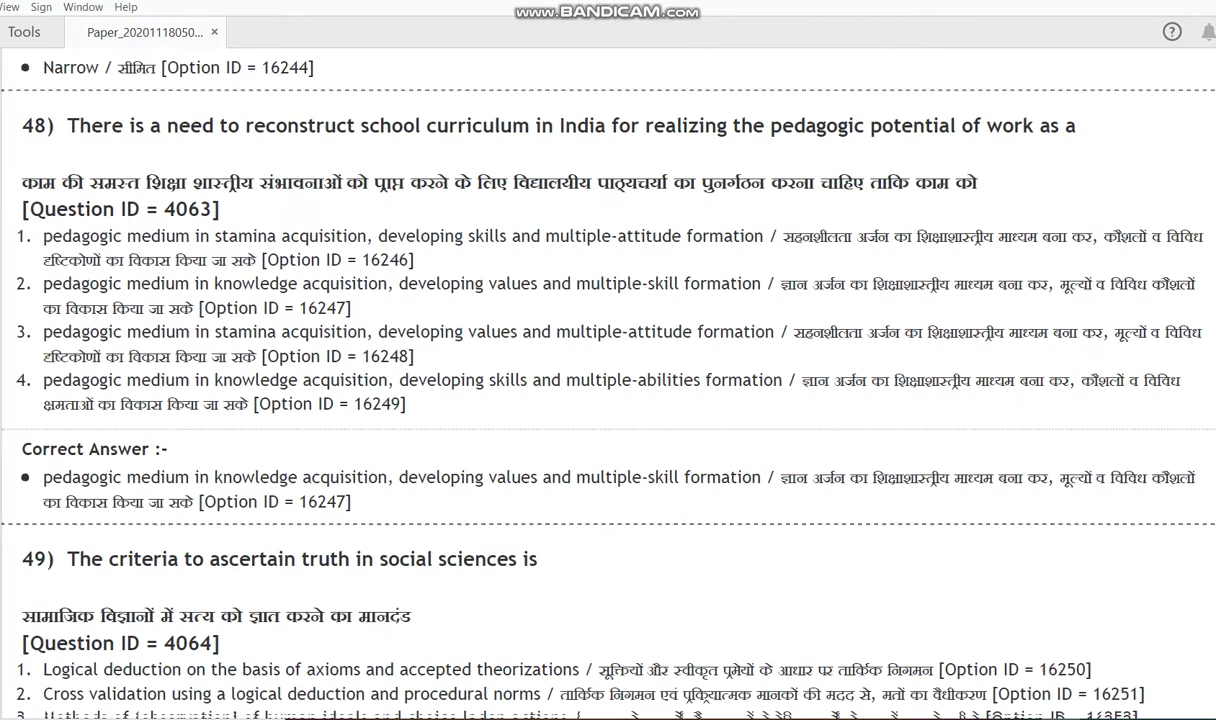 View Sign Window Help
www.BANDICAM.com
Tools Paper_20201118050... ×
• Narrow / सीमित [Option ID = 16244]
48) There is a need to reconstruct school curriculum in India for realizing the pedagogic potential of work as a
काम की समस्त शिक्षा शास्त्रीय संभावनाओं को प्राप्त करने के लिए विद्यालयीय पाठ्यचर्या का पुनर्गठन करना चाहिए ताकि काम को
[Question ID = 4063]
1. pedagogic medium in stamina acquisition, developing skills and multiple-attitude formation / सहनशीलता अर्जन का शिक्षाशास्त्रीय माध्यम बना कर, कौशलों व विविध
दृष्टिकोणों का विकास किया जा सके [Option ID = 16246]
2. pedagogic medium in knowledge acquisition, developing values and multiple-skill formation / ज्ञान अर्जन का शिक्षाशास्त्रीय माध्यम बना कर, मूल्यों व विविध कौशलों
का विकास किया जा सके [Option ID = 16247]
3. pedagogic medium in stamina acquisition, developing values and multiple-attitude formation / सहनशीलता अर्जन का शिक्षाशास्त्रीय माध्यम बना कर, मूल्यों व विविध
दृष्टिकोणों का विकास किया जा सके [Option ID = 16248]
4. pedagogic medium in knowledge acquisition, developing skills and multiple-abilities formation / ज्ञान अर्जन का शिक्षाशास्त्रीय माध्यम बना कर, कौशलों व विविध
क्षमताओं का विकास किया जा सके [Option ID = 16249]
Correct Answer :-
• pedagogic medium in knowledge acquisition, developing values and multiple-skill formation / ज्ञान अर्जन का शिक्षाशास्त्रीय माध्यम बना कर, मूल्यों व विविध कौशलों
का विकास किया जा सके [Option ID = 16247]
49) The criteria to ascertain truth in social sciences is
सामाजिक विज्ञानों में सत्य को ज्ञात करने का मानदंड
[Question ID = 4064]
1. Logical deduction on the basis of axioms and accepted theorizations / सूक्तियों और स्वीकृत प्रमेयों के आधार पर तार्किक निगमन [Option ID = 16250]
2. Cross validation using a logical deduction and procedural norms / तार्किक निगमन एवं प्रक्रियात्मक मानकों की मदद से, मतों का वैधीकरण [Option ID = 16251]